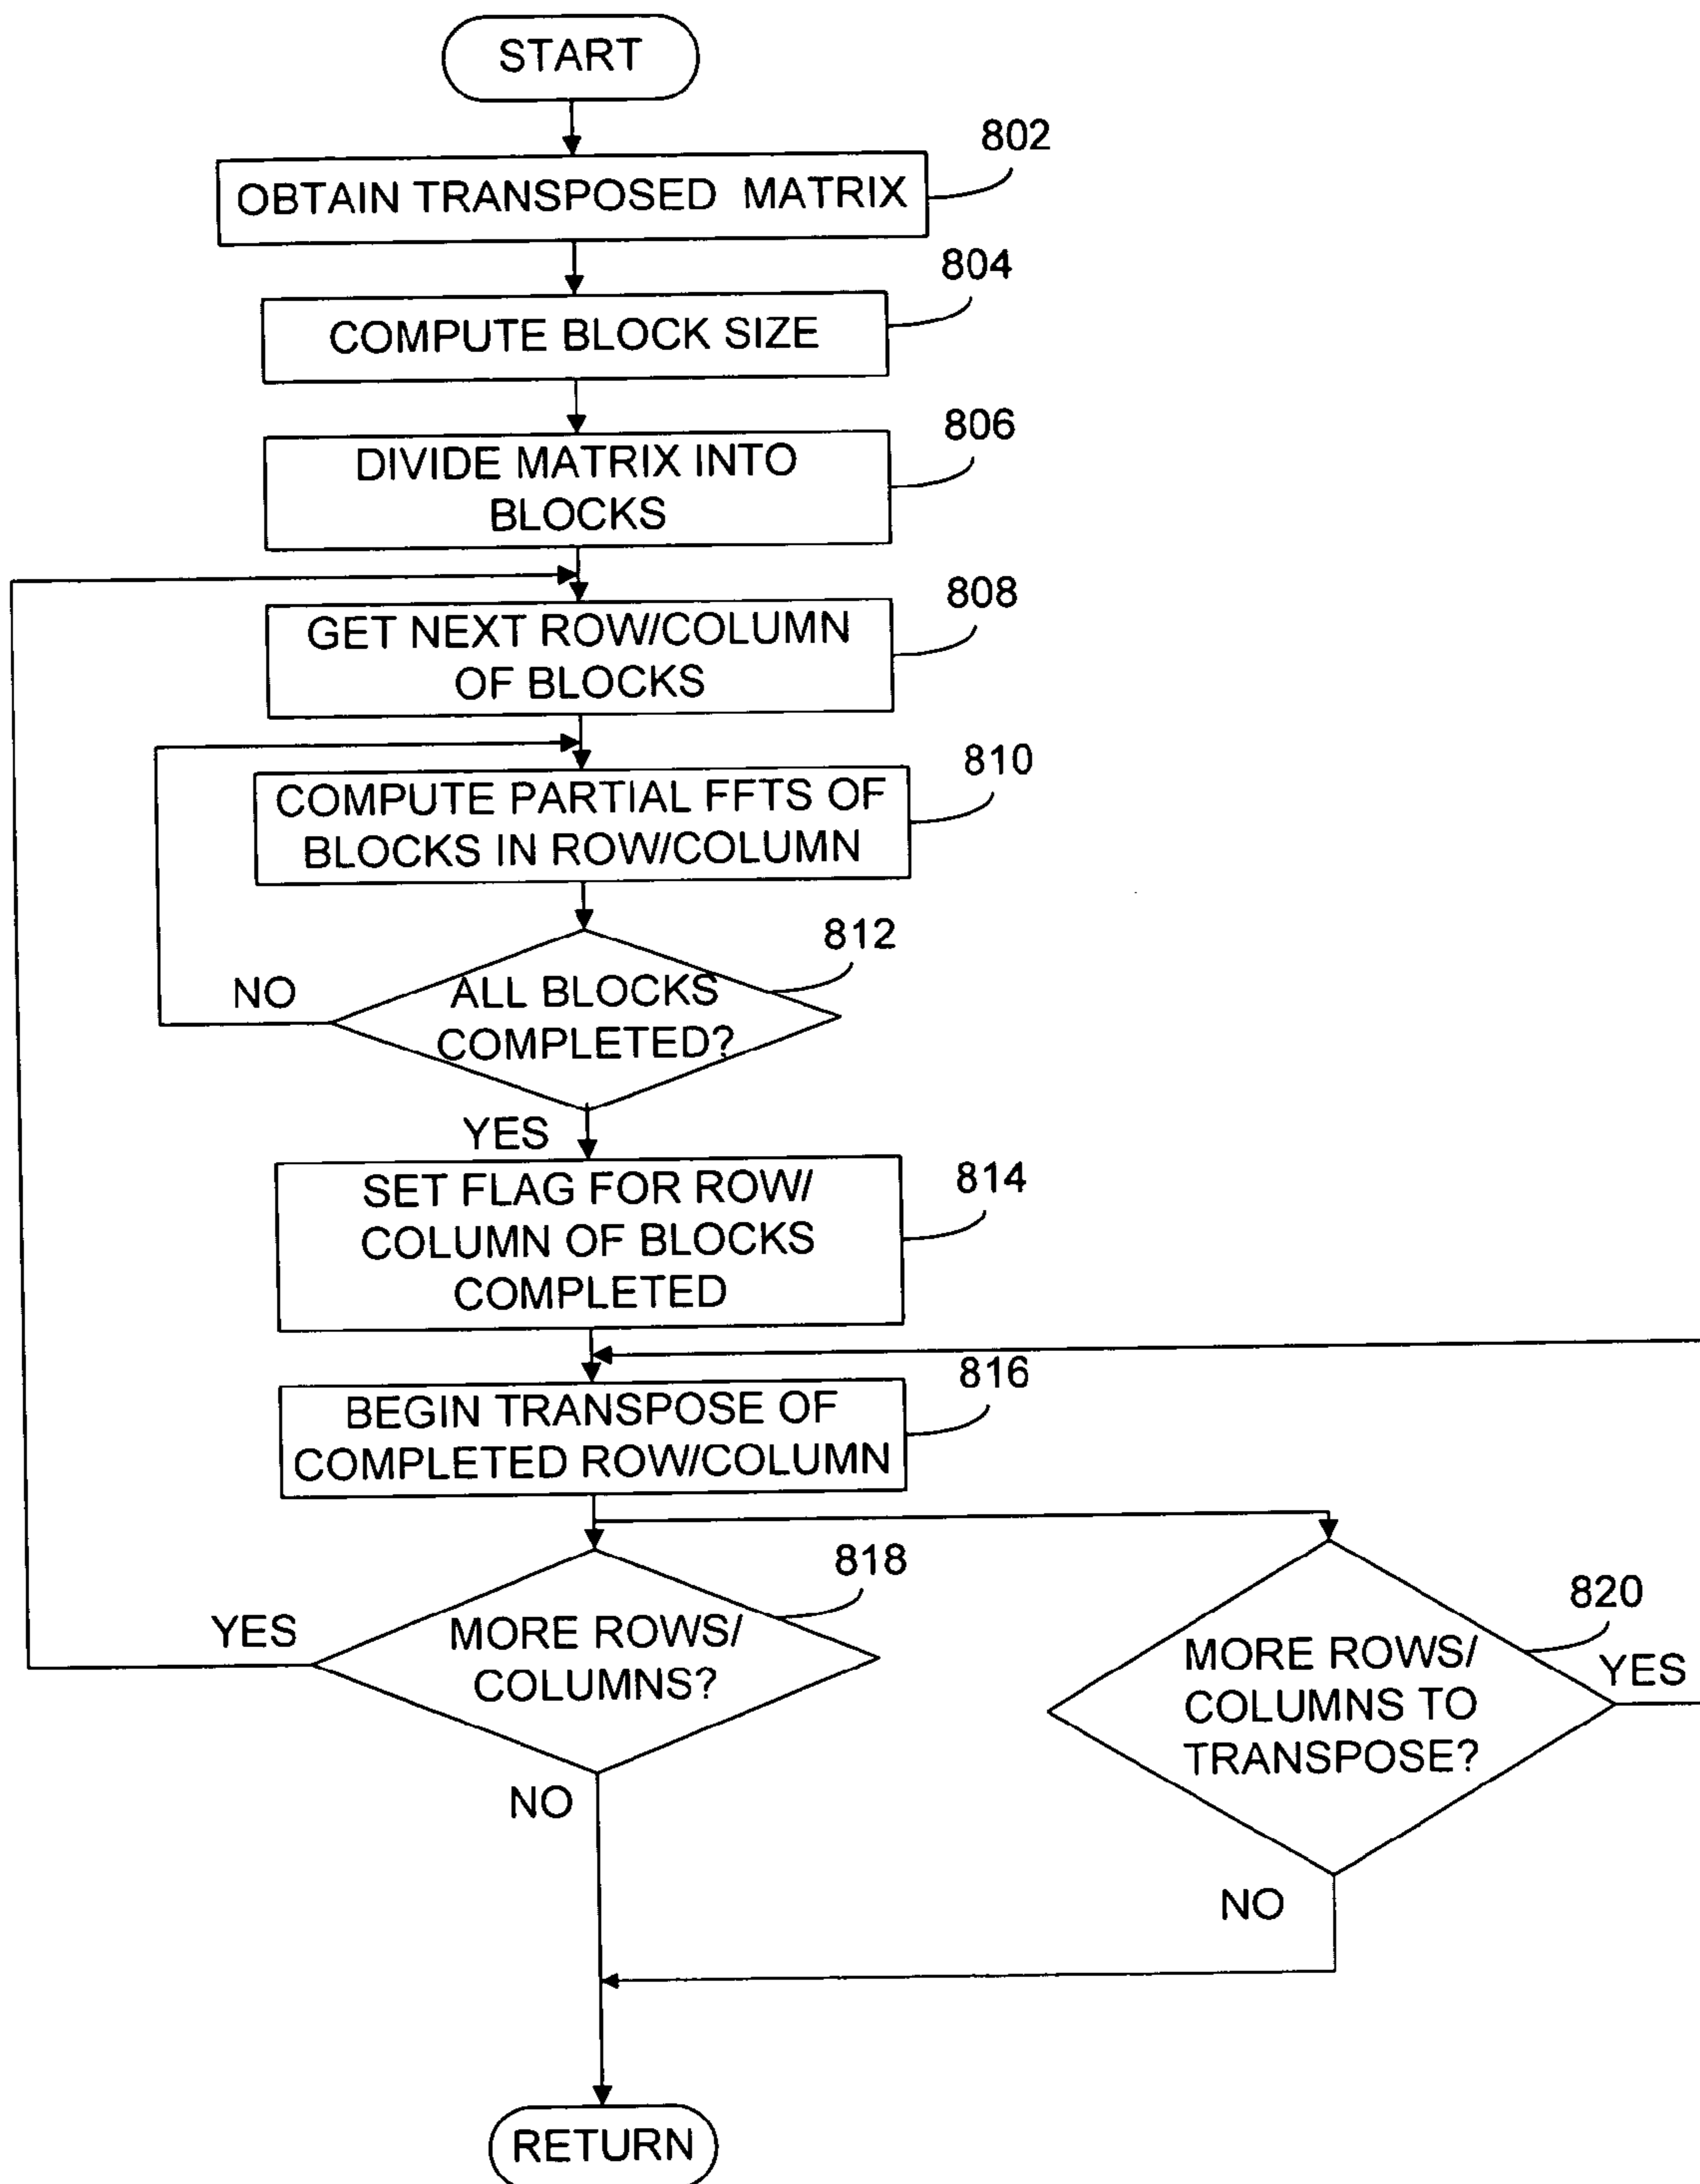 START
802
OBTAIN TRANSPOSED MATRIX
804
COMPUTE BLOCK SIZE
806
DIVIDE MATRIX INTO
BLOCKS
808
GET NEXT ROW/COLUMN
OF BLOCKS
810
COMPUTE PARTIAL FFTS OF
BLOCKS IN ROW/COLUMN
812
NO
ALL BLOCKS
COMPLETED?
YES
814
SET FLAG FOR ROW/
COLUMN OF BLOCKS
COMPLETED
816
BEGIN TRANSPOSE OF
COMPLETED ROW/COLUMN
818
YES
MORE ROWS/
COLUMNS?
NO
820
MORE ROWS/
COLUMNS TO
TRANSPOSE?
YES
NO
RETURN